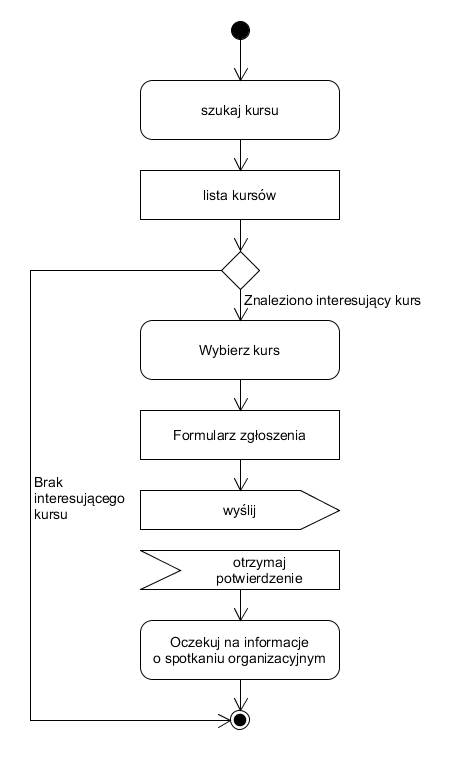 szukaj kursu
lista kursów
Znaleziono interesujący kurs
Wybierz kurs
Formularz zgłoszenia
Brak
interesującego
kursu
wyślij
otrzymaj
potwierdzenie
Oczekuj na informacje
o spotkaniu organizacyjnym